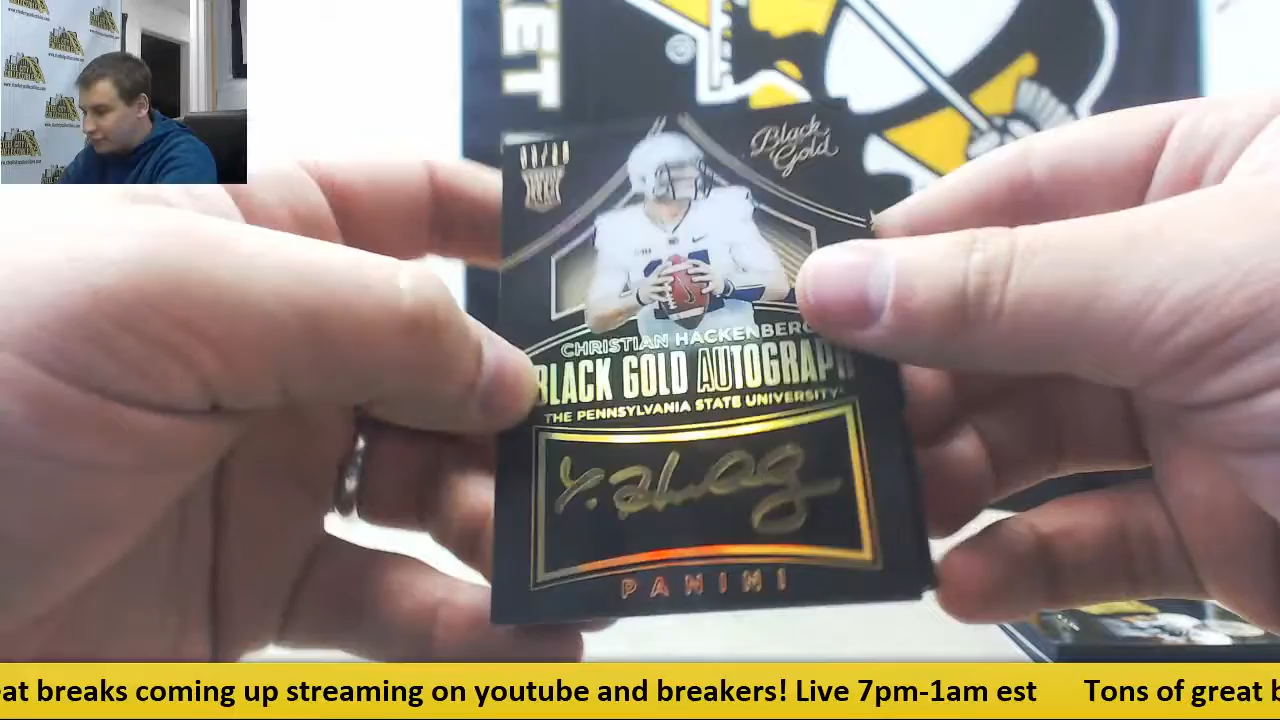 Black
Gold
CHRISTIAN HACKENBERG
BLACK GOLD AUTOGRAPH
THE PENNSYLVANIA STATE UNIVERSITY
PANINI
eat breaks coming up streaming on youtube and breakers! Live 7pm-1am est Tons of great b